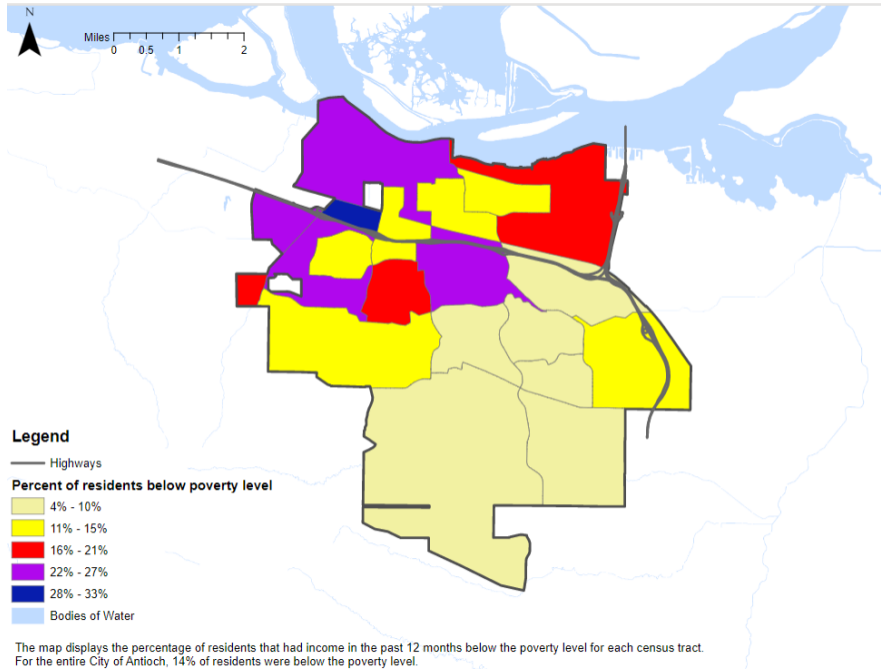 N
Miles
0 0.5 1 2
Legend
Highways
Percent of residents below poverty level
4% - 10%
11% - 15%
16% - 21%
22% - 27%
28% - 33%
Bodies of Water
The map displays the percentage of residents that had income in the past 12 months below the poverty level for each census tract.
For the entire City of Antioch, 14% of residents were below the poverty level.